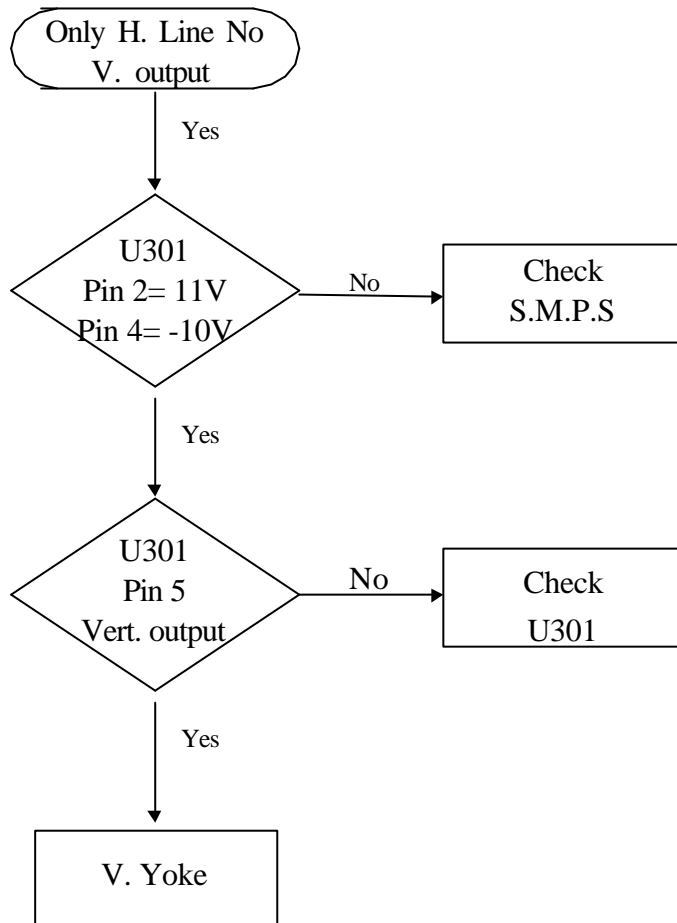 Only H. Line No
V. output
Yes
U301
Pin 2= 11V
Pin 4= -10V
No
Check
S.M.P.S
Yes
U301
Pin 5
Vert. output
No
Check
U301
Yes
V. Yoke